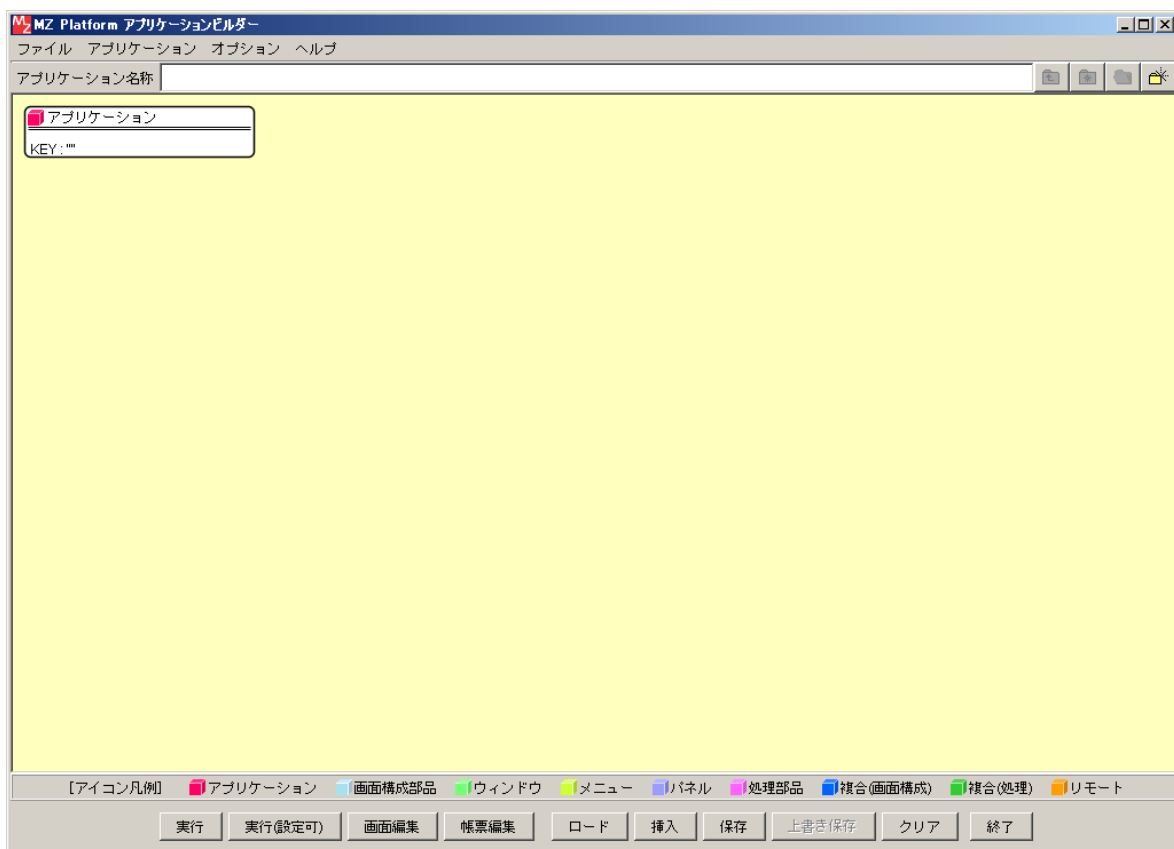 MZ Platform アプリケーションビルダー
ファイル アプリケーション オプション ヘルプ
アプリケーション名称
アプリケーション
KEY:""
[アイコン凡例] アプリケーション 画面構成部品 ウィンドウ メニュー パネル 処理部品 複合(画面構成) 複合(処理) リモート
実行 実行(設定可) 画面編集 帳票編集 ロード 挿入 保存 上書き保存 クリア 終了